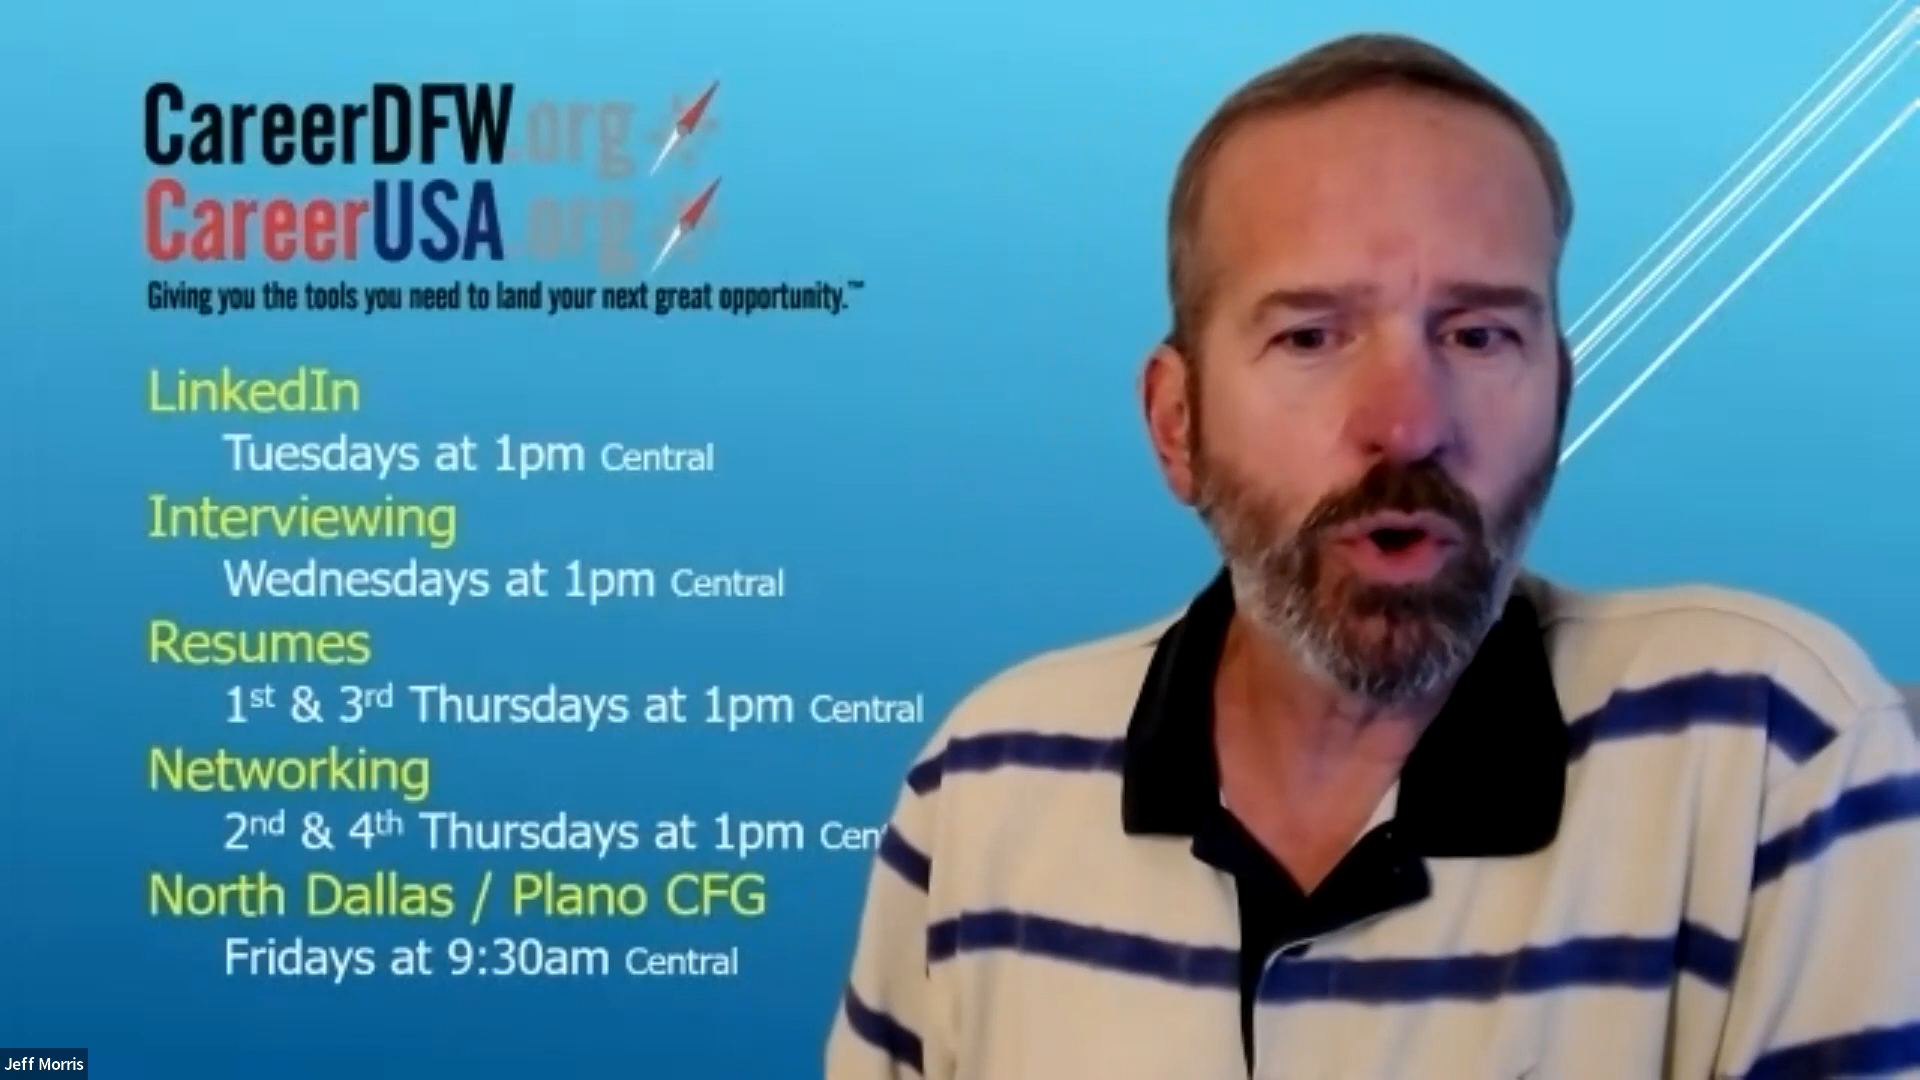 CareerDFW.org
CareerUSA.org
Giving you the tools you need to land your next great opportunity.™
LinkedIn
Tuesdays at 1pm Central
Interviewing
Wednesdays at 1pm Central
Resumes
1st & 3rd Thursdays at 1pm Central
Networking
2nd & 4th Thursdays at 1pm Cen
North Dallas / Plano CFG
Fridays at 9:30am Central
Jeff Morris